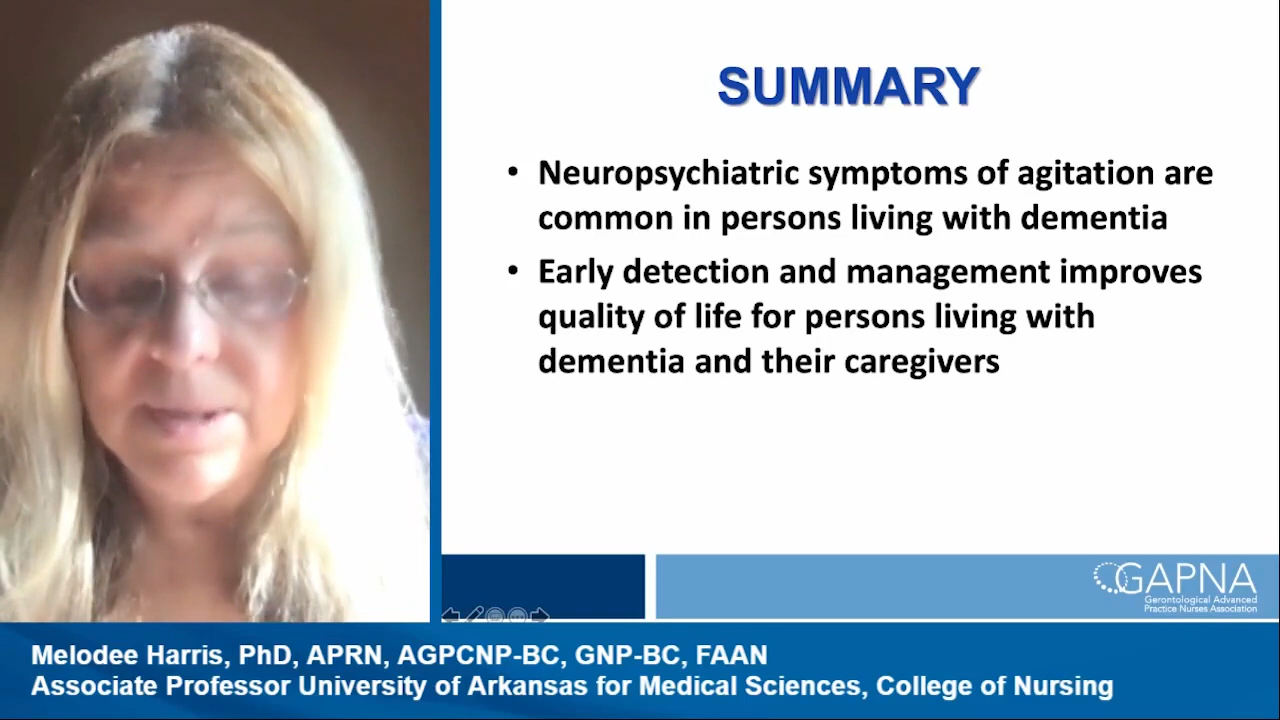 SUMMARY
• Neuropsychiatric symptoms of agitation are
common in persons living with dementia
• Early detection and management improves
quality of life for persons living with
dementia and their caregivers
GAPNA
Gerontological Advanced
Practice Nurses Association
Melodee Harris, PhD, APRN, AGPCNP-BC, GNP-BC, FAAN
Associate Professor University of Arkansas for Medical Sciences, College of Nursing